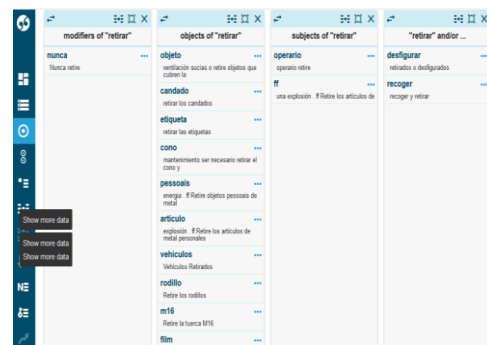 modifiers of "retirar"
nunca
Nunca retire
objects of "retirar"
objeto
ventilación sucias o retire objetos que
cubren la
candado
retirar los candados
etiqueta
retirar las etiquetas
cono
mantenimiento ser necesario retirar el
cono y
pessoais
energia . ff Retire objetos pessoais de
metal
articulo
explosión . ff Retire los artículos de
metal personales
vehiculos
Vehículos Retirados
rodillo
Retire los rodillos
m16
Retire la tuerca M16
film
subjects of "retirar"
operario
operario retire
ff
una explosión . ff Retire los artículos de
"retirar" and/or ...
desfigurar
retirados o desfigurados
recoger
recoger y retirar
Show more data
Show more data
Show more data